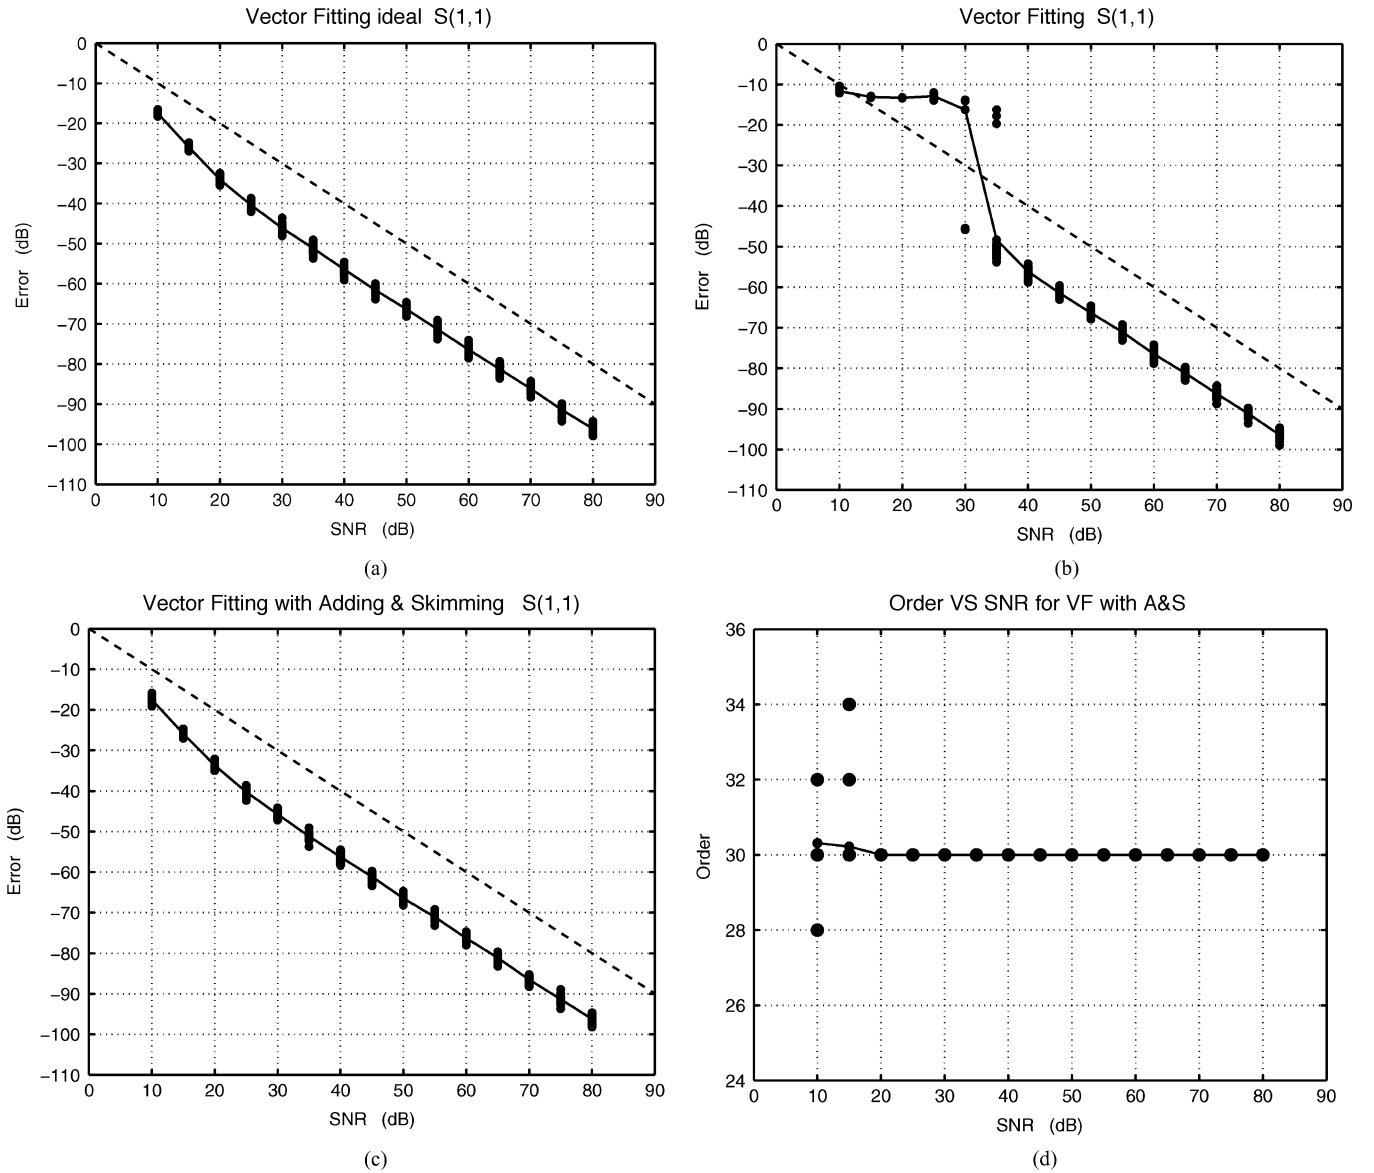 Vector Fitting ideal S(1,1)
0
−10
−20
−30
−40
−50
−60
−70
−80
−90
−100
−110
Error (dB)
0 10 20 30 40 50 60 70 80 90
SNR (dB)
(a)
Vector Fitting S(1,1)
0
−10
−20
−30
−40
−50
−60
−70
−80
−90
−100
−110
Error (dB)
0 10 20 30 40 50 60 70 80 90
SNR (dB)
(b)
Vector Fitting with Adding & Skimming S(1,1)
0
−10
−20
−30
−40
−50
−60
−70
−80
−90
−100
−110
Error (dB)
0 10 20 30 40 50 60 70 80 90
SNR (dB)
(c)
Order VS SNR for VF with A&S
36
34
32
30
28
26
24
Order
0 10 20 30 40 50 60 70 80 90
SNR (dB)
(d)